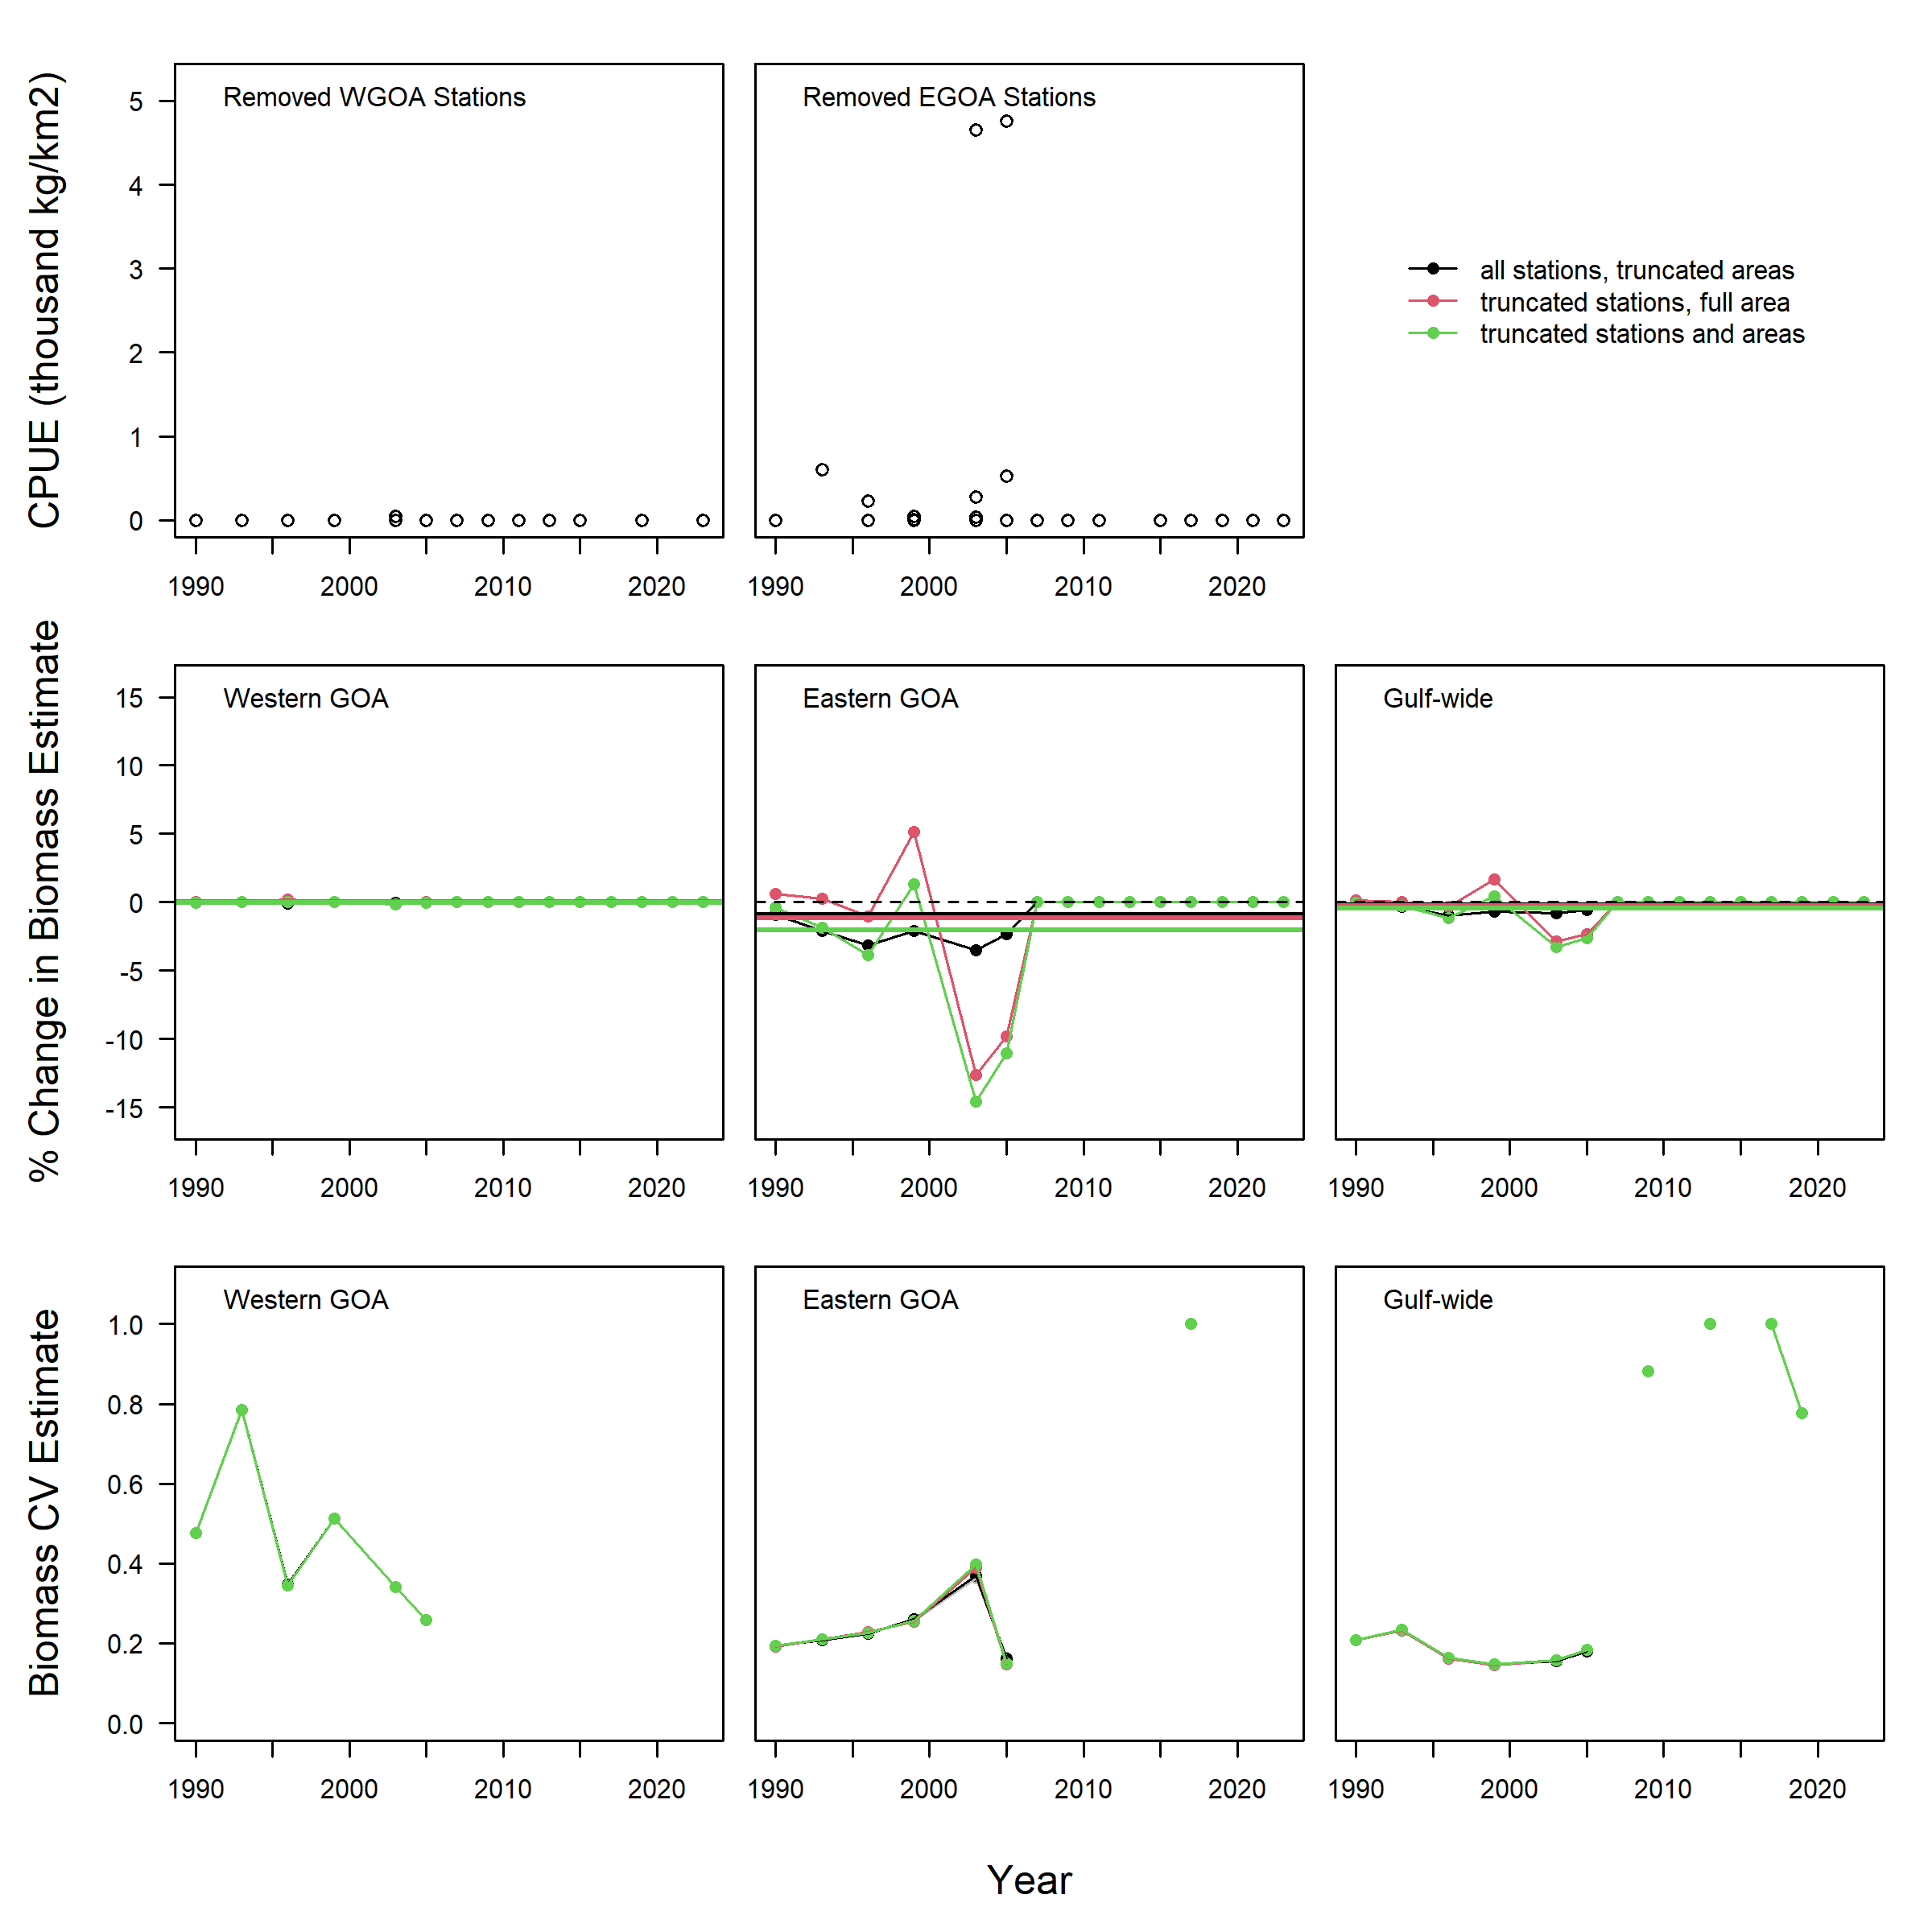 CPUE (thousand kg/km2)
5
4
3
2
1
0
Removed WGOA Stations
1990 2000 2010 2020
Removed EGOA Stations
1990 2000 2010 2020
all stations, truncated areas
truncated stations, full area
truncated stations and areas
% Change in Biomass Estimate
15
10
5
0
-5
-10
-15
Western GOA
1990 2000 2010 2020
Eastern GOA
1990 2000 2010 2020
Gulf-wide
1990 2000 2010 2020
Biomass CV Estimate
1.0
0.8
0.6
0.4
0.2
0.0
Western GOA
1990 2000 2010 2020
Eastern GOA
1990 2000 2010 2020
Gulf-wide
1990 2000 2010 2020
Year